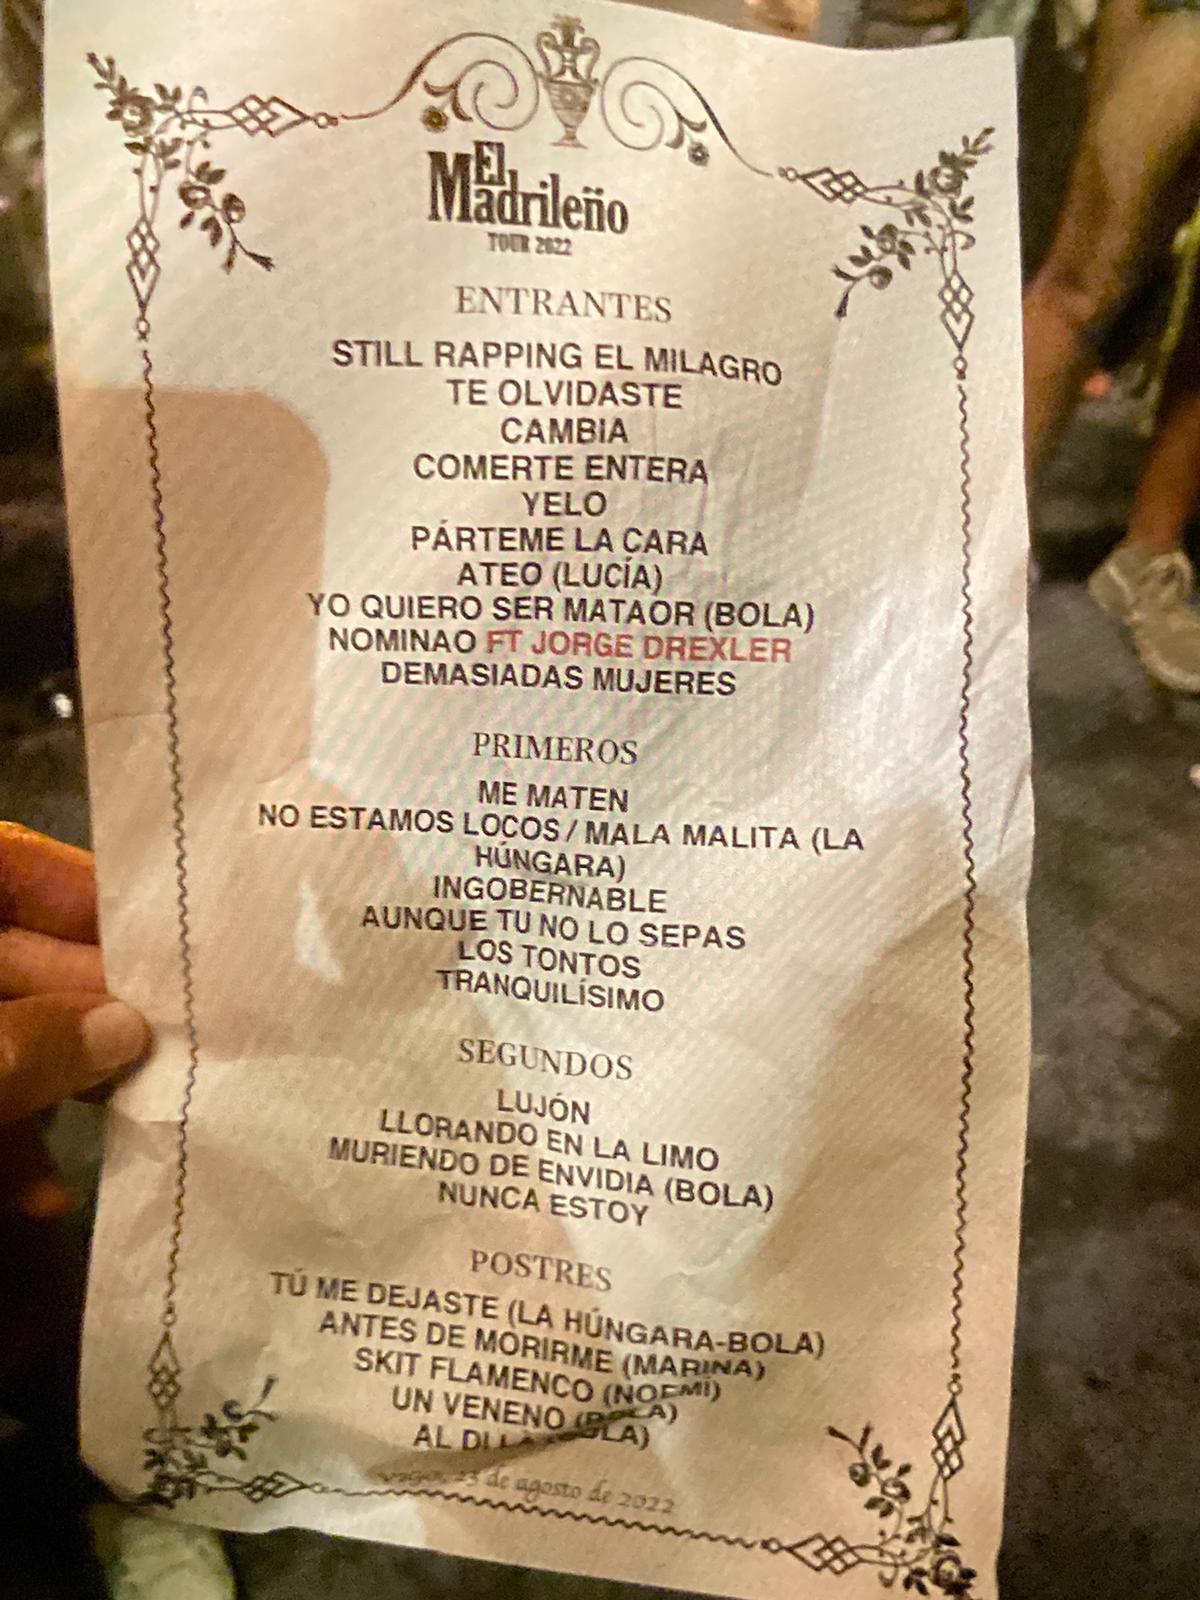 El
Madrileño
TOUR 2022
ENTRANTES
STILL RAPPING EL MILAGRO
TE OLVIDASTE
CAMBIA
COMERTE ENTERA
YELO
PÁRTEME LA CARA
ATEO (LUCÍA)
YO QUIERO SER MATAOR (BOLA)
NOMINAO FT JORGE DREXLER
DEMASIADAS MUJERES
PRIMEROS
ME MATEN
NO ESTAMOS LOCOS / MALA MALITA (LA
HÚNGARA)
INGOBERNABLE
AUNQUE TU NO LO SEPAS
LOS TONTOS
TRANQUILÍSIMO
SEGUNDOS
LUJÓN
LLORANDO EN LA LIMO
MURIENDO DE ENVIDIA (BOLA)
NUNCA ESTOY
POSTRES
TÚ ME DEJASTE (LA HÚNGARA-BOLA)
ANTES DE MORIRME (MARINA)
SKIT FLAMENCO (NOEMÍ)
UN VENENO (BOLA)
AL
de agosto de 2022